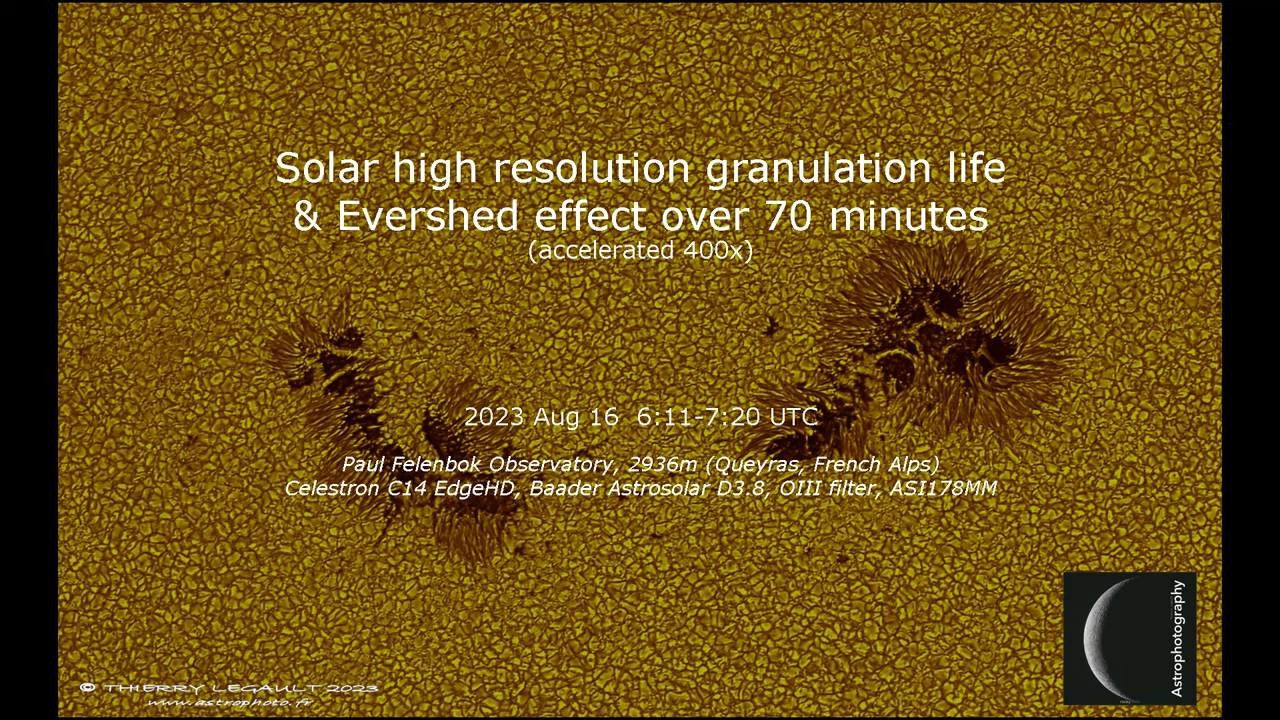 Solar high resolution granulation life
& Evershed effect over 70 minutes
(accelerated 400x)
2023 Aug 16 6:11-7:20 UTC
Paul Felenbok Observatory, 2936m (Queyras, French Alps)
Celestron C14 EdgeHD, Baader Astrosolar D3.8, OIII filter, ASI178MM
Astrophotography
© THIERRY LEGAULT 2023
www.astrophoto.fr